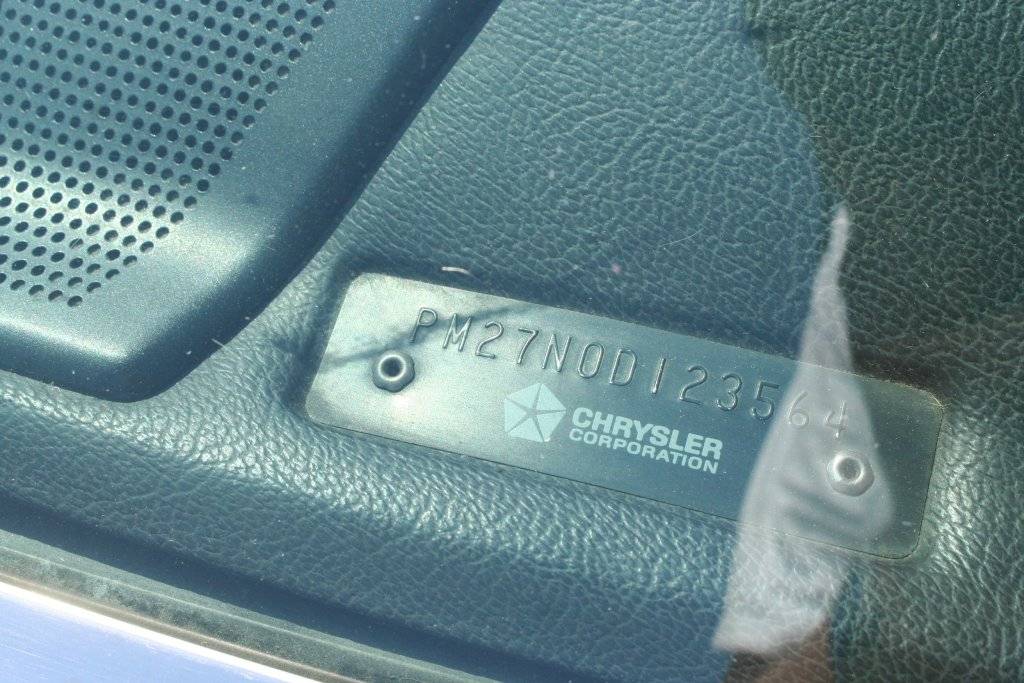 PM27N0D123564
CHRYSLER
CORPORATION